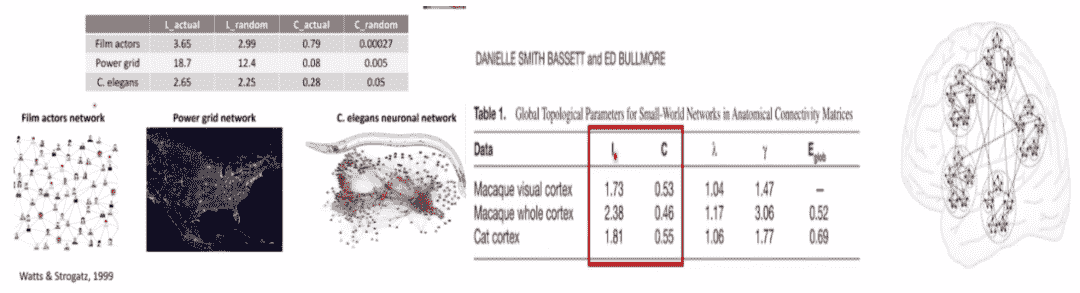 L_actual L_random C_actual C_random
Film actors 3.65 2.99 0.79 0.00027
Power grid 18.7 12.4 0.08 0.005
C. elegans 2.65 2.25 0.28 0.05
Film actors network
Power grid network
C. elegans neuronal network
Watts & Strogatz, 1999
DANIELLE SMITH BASSETT and ED BULLMORE
Table 1. Global Topological Parameters for Small-World Networks in Anatomical Connectivity Matrices
Data L C λ γ E_glob
Macaque visual cortex 1.73 0.53 1.04 1.47 –
Macaque whole cortex 2.38 0.46 1.17 3.06 0.52
Cat cortex 1.81 0.55 1.06 1.77 0.69